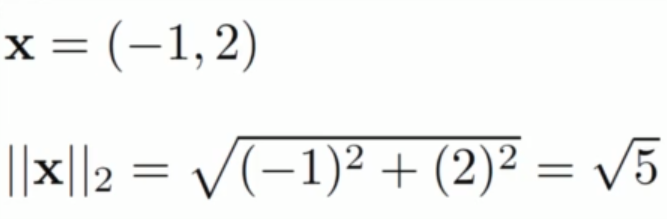 x = (−1, 2)
||x||₂ = √(−1)² + (2)² = √5